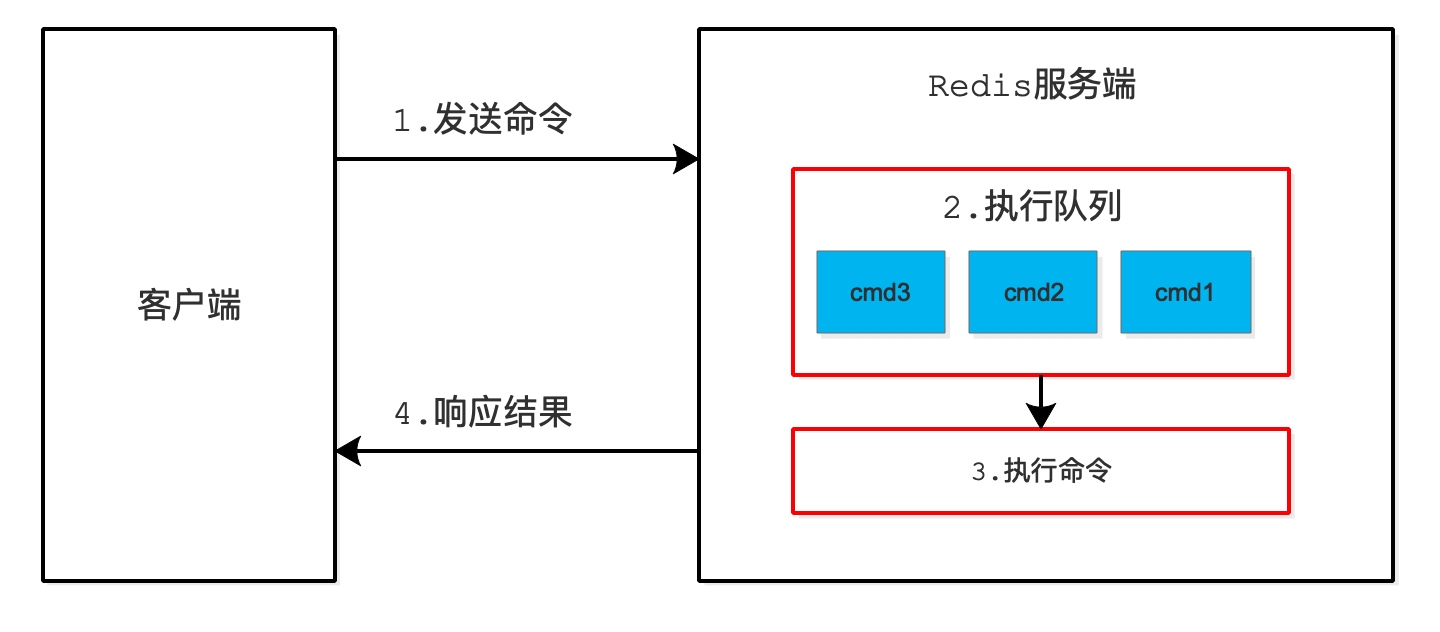 Redis服务端
1.发送命令
2.执行队列
cmd3
cmd2
cmd1
客户端
4.响应结果
3.执行命令